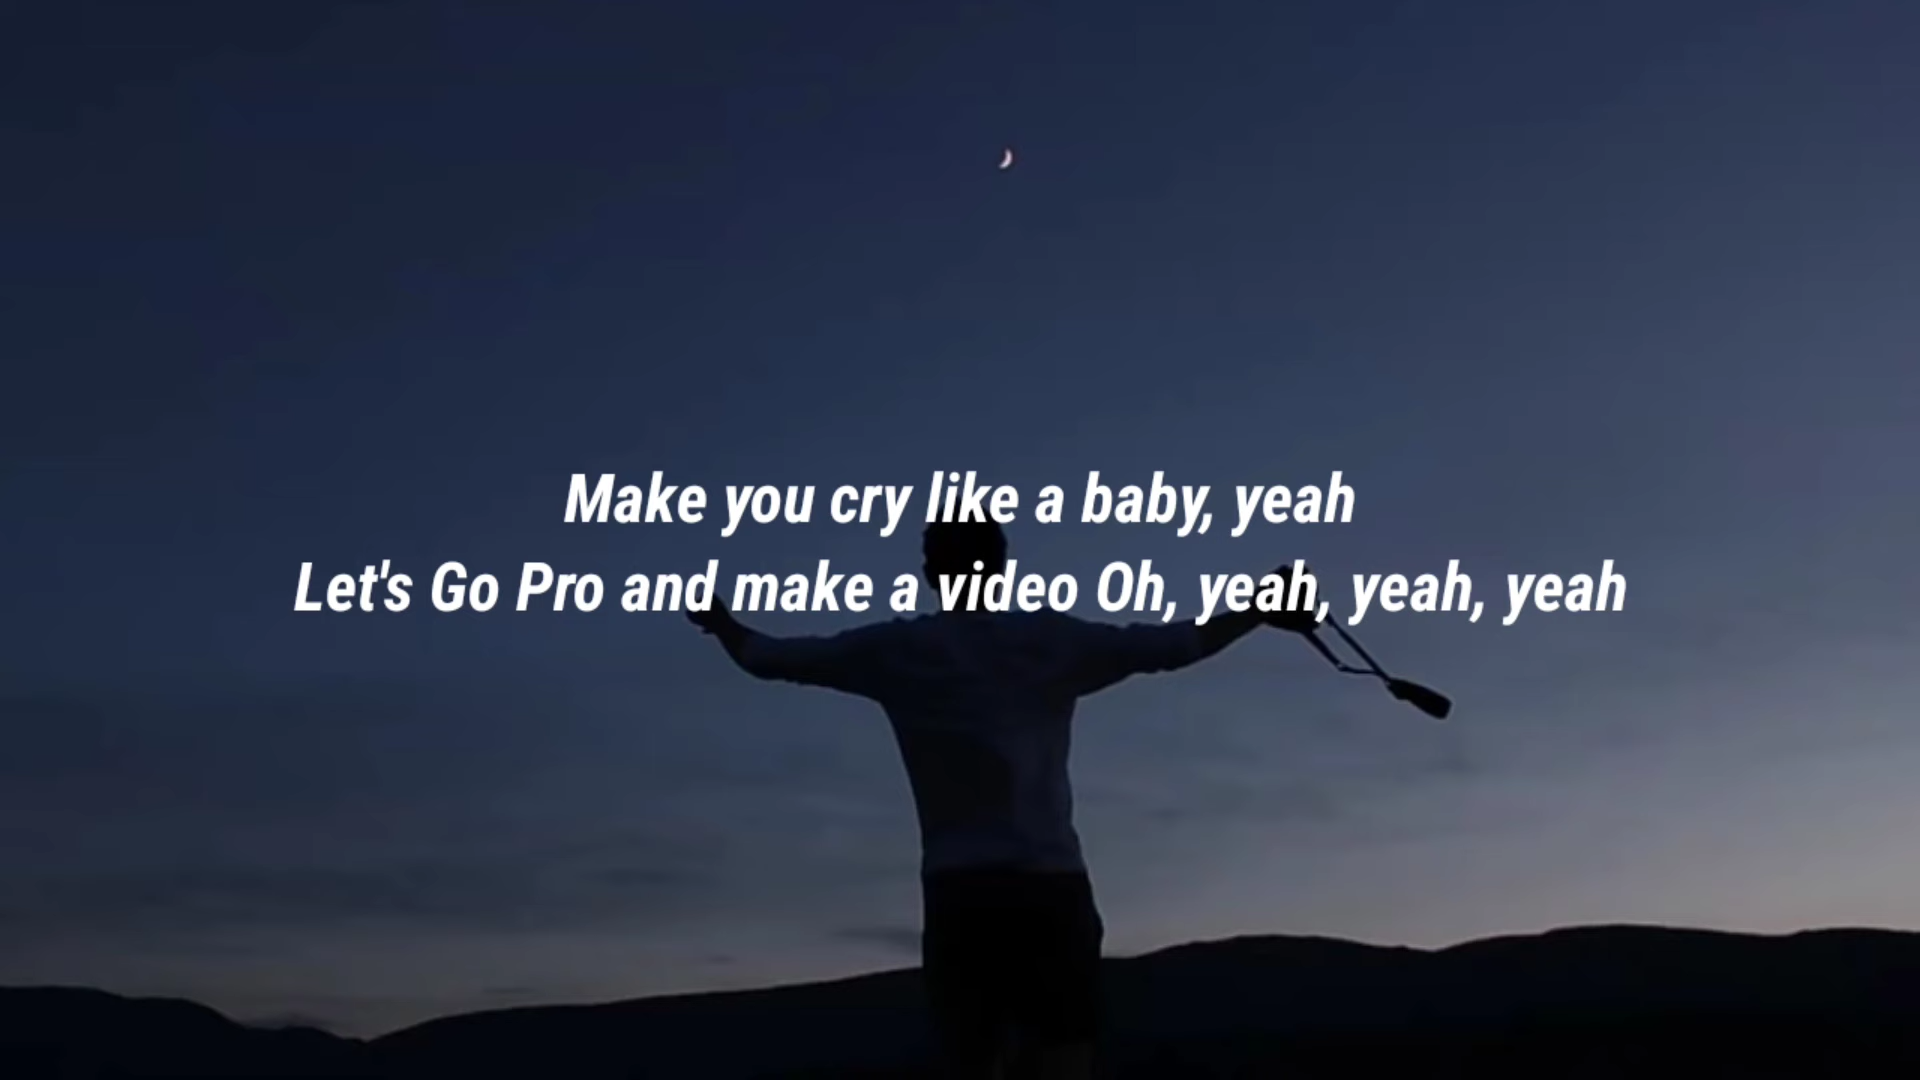 Make you cry like a baby, yeah
Let's Go Pro and make a video Oh, yeah, yeah, yeah